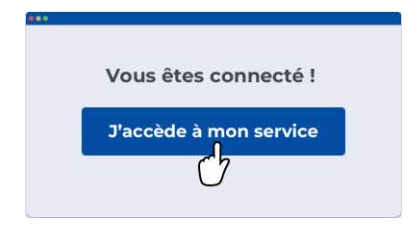 Vous êtes connecté !
J’accède à mon service